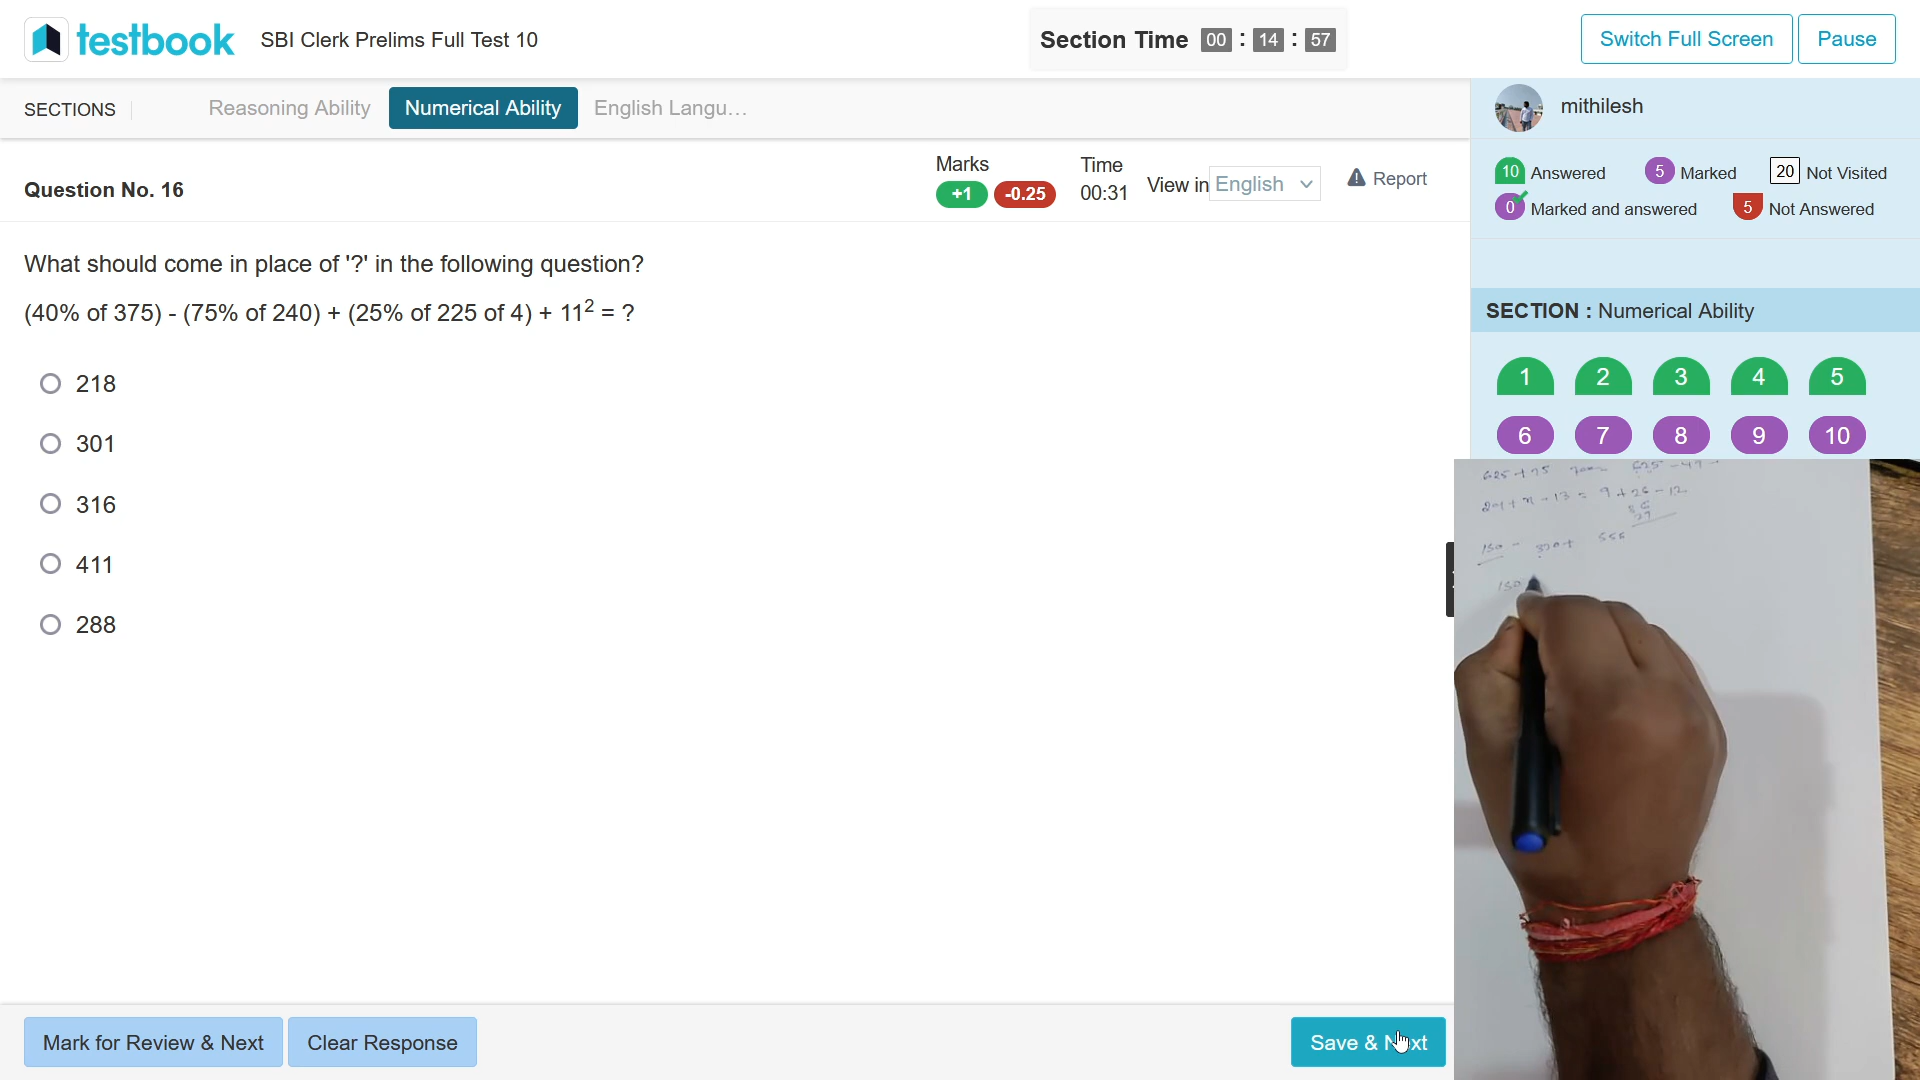 testbook SBI Clerk Prelims Full Test 10 Section Time 00 : 14 : 57 Switch Full Screen Pause
SECTIONS Reasoning Ability Numerical Ability English Langu...
mithilesh
Question No. 16 Marks +1 -0.25 Time 00:31 View in English Report
10 Answered 5 Marked 20 Not Visited
0 Marked and answered 5 Not Answered
What should come in place of '?' in the following question?
(40% of 375) - (75% of 240) + (25% of 225 of 4) + 11² = ?
218
301
316
411
288
SECTION : Numerical Ability
1 2 3 4 5
6 7 8 9 10
625 + 75
150 -
150
Mark for Review & Next Clear Response Save & Next